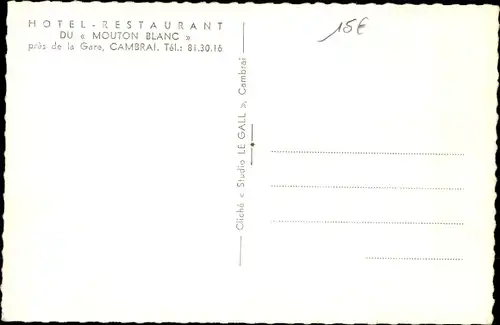 HOTEL-RESTAURANT
DU « MOUTON BLANC »
près de la Gare, CAMBRAI. Tél.: 81.30.16
15€
Cliché « Studio LE GALL », Cambrai